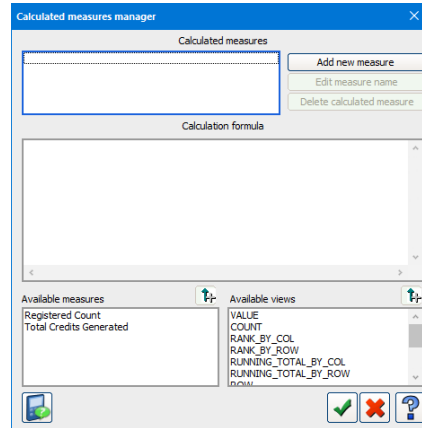 Calculated measures manager
Calculated measures
Add new measure
Edit measure name
Delete calculated measure
Calculation formula
Available measures
Available views
Registered Count
Total Credits Generated
VALUE
COUNT
RANK_BY_COL
RANK_BY_ROW
RUNNING_TOTAL_BY_COL
RUNNING_TOTAL_BY_ROW
ROW